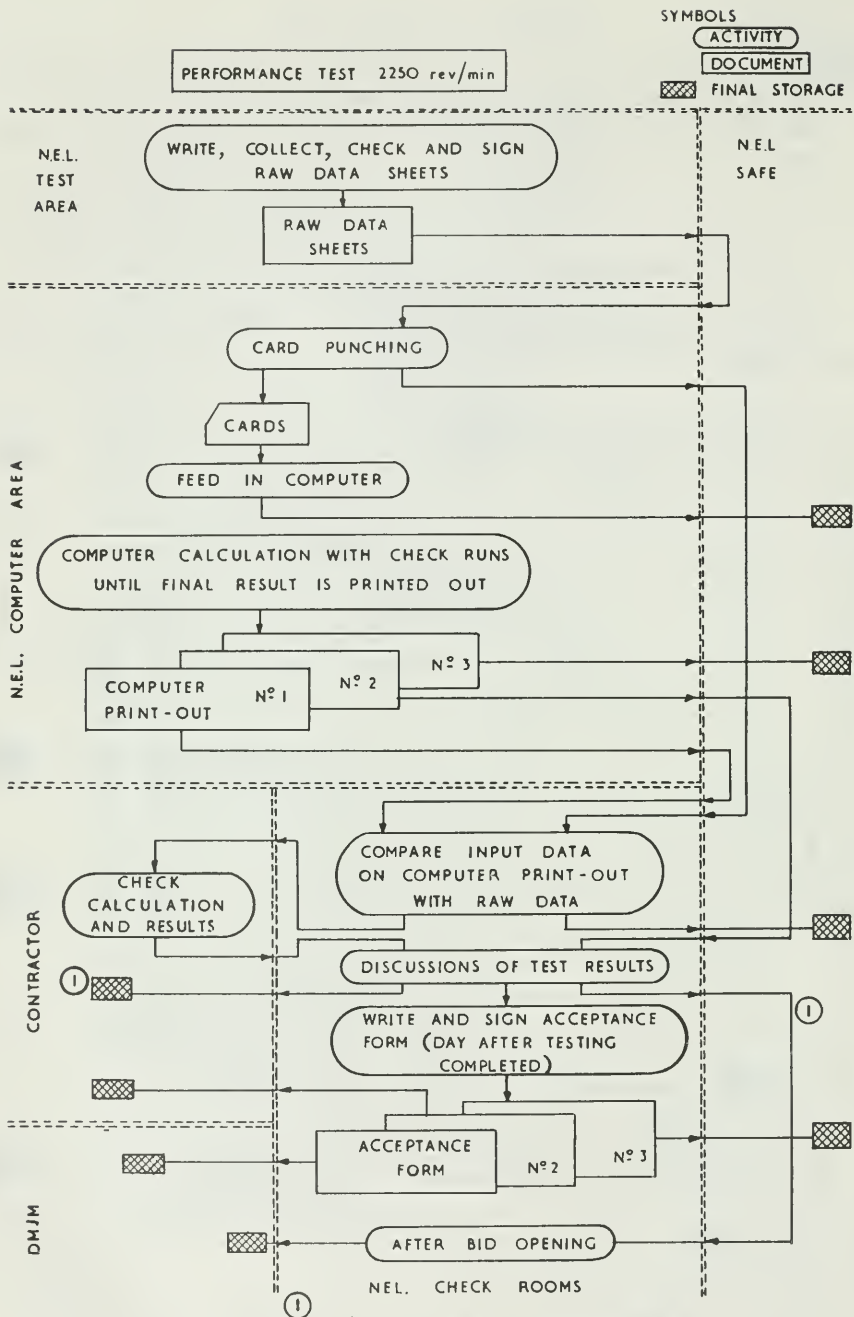 SYMBOLS
ACTIVITY
DOCUMENT
FINAL STORAGE
PERFORMANCE TEST 2250 rev/min
N.E.L.
TEST
AREA
WRITE, COLLECT, CHECK AND SIGN
RAW DATA SHEETS
N.E.L
SAFE
RAW DATA
SHEETS
N.E.L. COMPUTER AREA
CARD PUNCHING
CARDS
FEED IN COMPUTER
COMPUTER CALCULATION WITH CHECK RUNS
UNTIL FINAL RESULT IS PRINTED OUT
COMPUTER
PRINT-OUT
Nº 1
Nº 2
Nº 3
CONTRACTOR
CHECK
CALCULATION
AND RESULTS
COMPARE INPUT DATA
ON COMPUTER PRINT-OUT
WITH RAW DATA
DISCUSSIONS OF TEST RESULTS
1
1
WRITE AND SIGN ACCEPTANCE
FORM (DAY AFTER TESTING
COMPLETED)
ACCEPTANCE
FORM
Nº 2
Nº 3
DMJM
AFTER BID OPENING
NEL. CHECK ROOMS
1